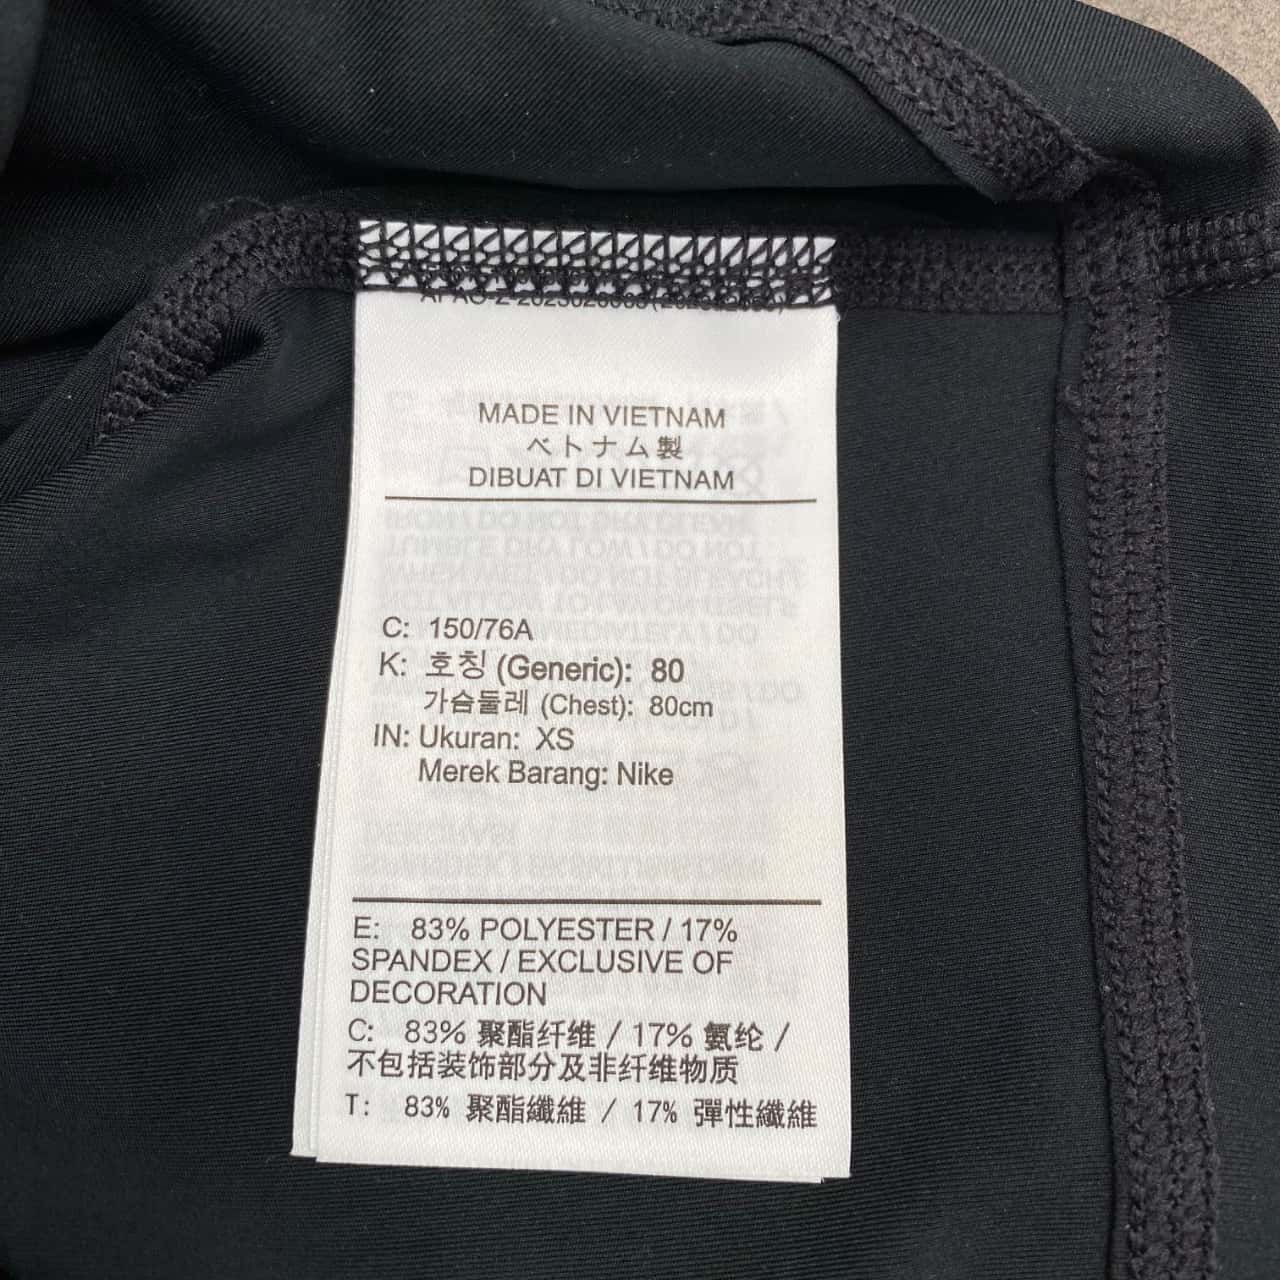 MADE IN VIETNAM
ベトナム製
DIBUAT DI VIETNAM
C: 150/76A
K: 호칭 (Generic): 80
가슴둘레 (Chest): 80cm
IN: Ukuran: XS
Merek Barang: Nike
E: 83% POLYESTER / 17%
SPANDEX / EXCLUSIVE OF
DECORATION
C: 83% 聚酯纤维 / 17% 氨纶 /
不包括装饰部分及非纤维物质
T: 83% 聚酯纖維 / 17% 彈性纖維